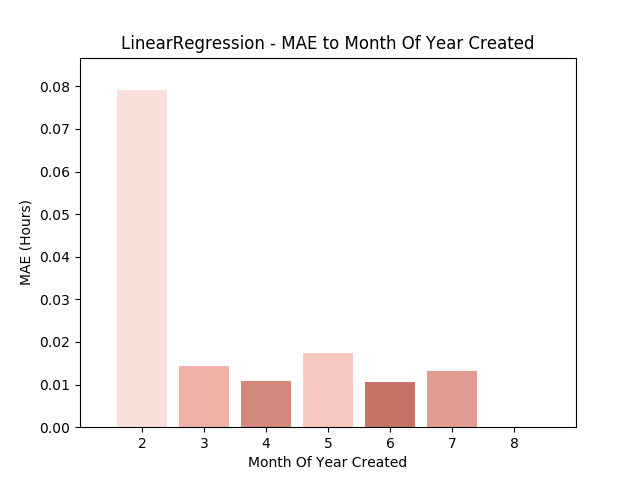 LinearRegression - MAE to Month Of Year Created
0.08
0.07
0.06
0.05
0.04
0.03
0.02
0.01
0.00
MAE (Hours)
2 3 4 5 6 7 8
Month Of Year Created